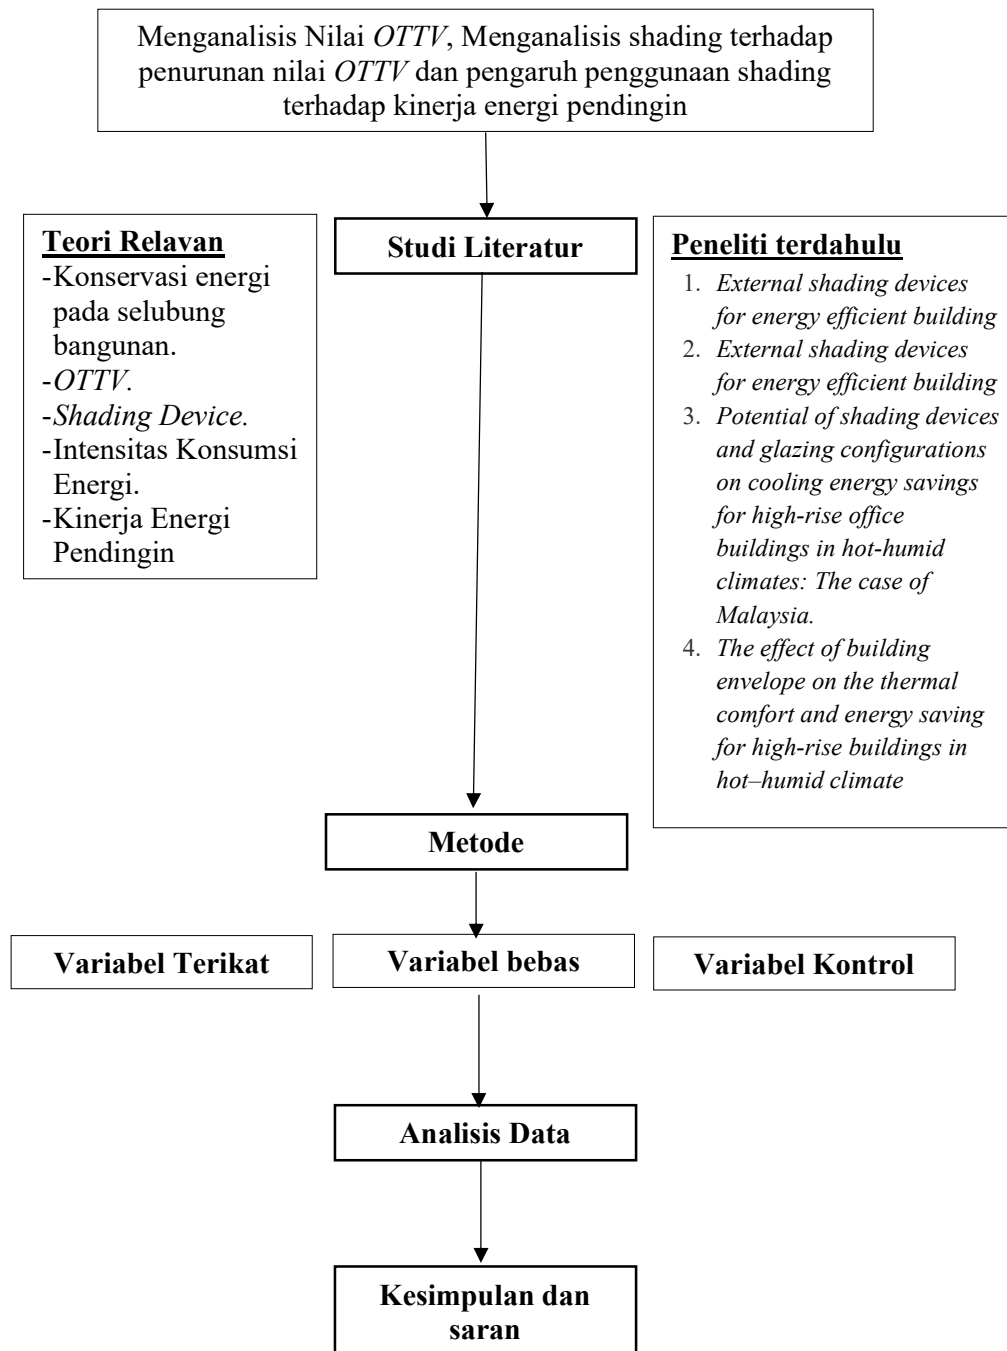 Menganalisis Nilai OTTV, Menganalisis shading terhadap
penurunan nilai OTTV dan pengaruh penggunaan shading
terhadap kinerja energi pendingin
Teori Relavan
-Konservasi energi
pada selubung
bangunan.
-OTTV.
-Shading Device.
-Intensitas Konsumsi
Energi.
-Kinerja Energi
Pendingin
Studi Literatur
Peneliti terdahulu
1. External shading devices
for energy efficient building
2. External shading devices
for energy efficient building
3. Potential of shading devices
and glazing configurations
on cooling energy savings
for high-rise office
buildings in hot-humid
climates: The case of
Malaysia.
4. The effect of building
envelope on the thermal
comfort and energy saving
for high-rise buildings in
hot–humid climate
Metode
Variabel Terikat
Variabel bebas
Variabel Kontrol
Analisis Data
Kesimpulan dan
saran